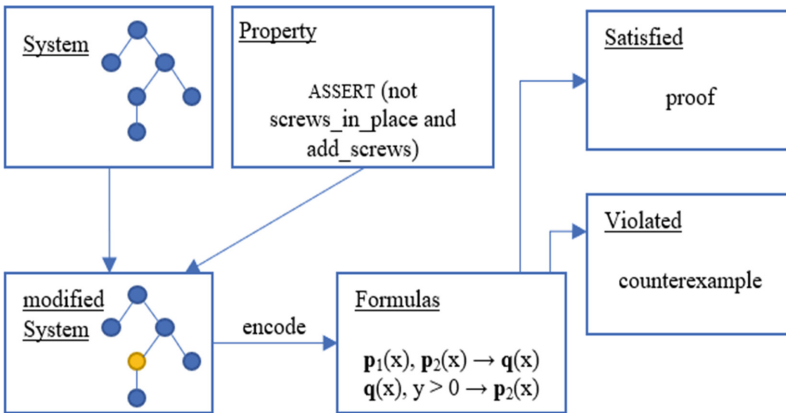 System
Property
ASSERT (not
screws_in_place and
add_screws)
Satisfied
proof
Violated
counterexample
modified
System
encode
Formulas
p₁(x), p₂(x) → q(x)
q(x), y > 0 → p₂(x)